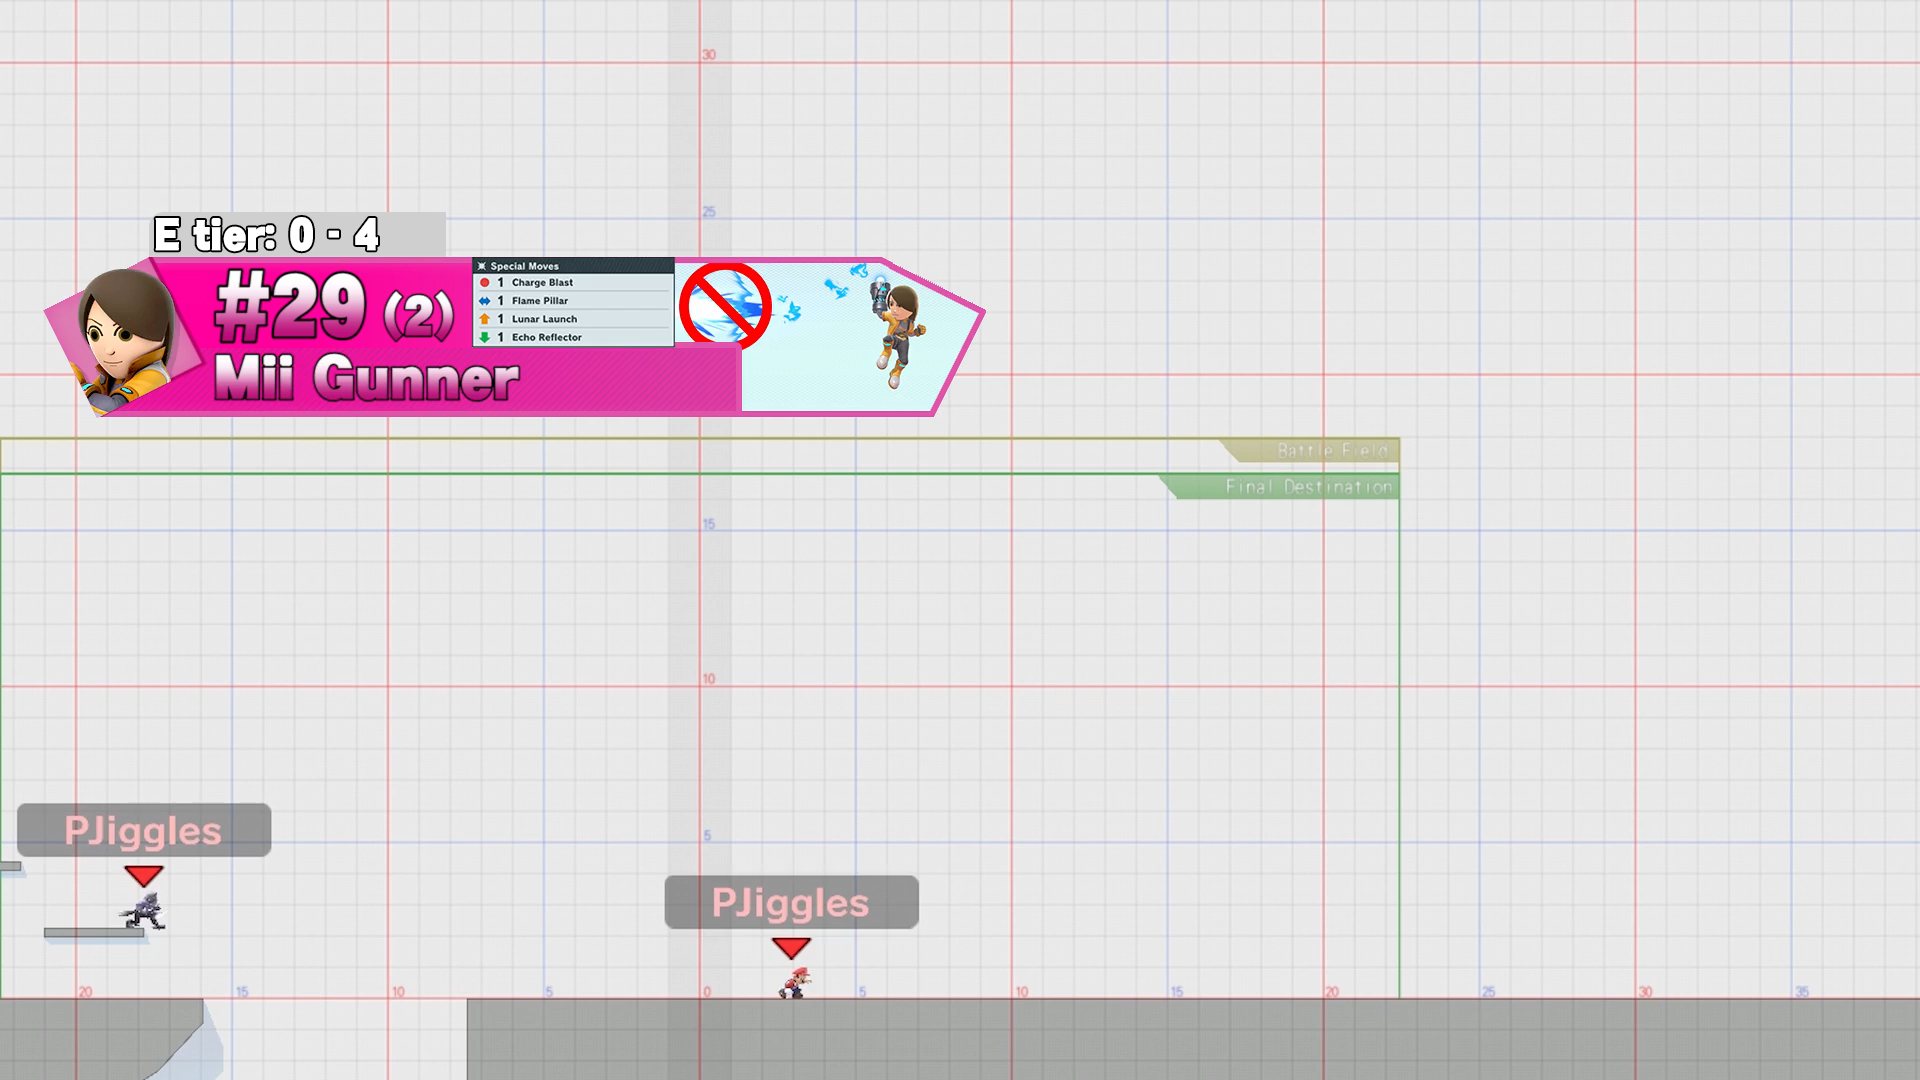 30
25
E tier: 0 - 4
#29 (2)
Mii Gunner
Special Moves
1 Charge Blast
1 Flame Pillar
1 Lunar Launch
1 Echo Reflector
Battle Field
Final Destination
15
10
5
PJiggles
PJiggles
20 15 10 5 0 5 10 15 20 25 30 35